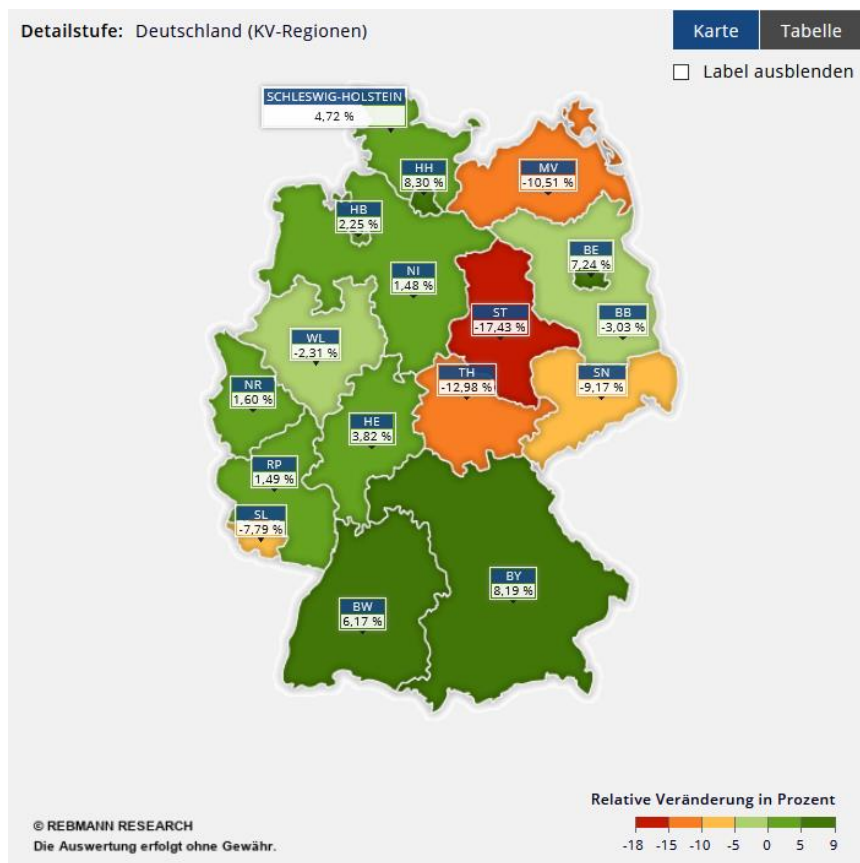 Detailstufe: Deutschland (KV-Regionen)
Karte
Tabelle
Label ausblenden
SCHLESWIG-HOLSTEIN
4,72 %
HH
8,30 %
MV
-10,51 %
HB
2,25 %
BE
7,24 %
NI
1,48 %
ST
-17,43 %
BB
-3,03 %
WL
-2,31 %
TH
-12,98 %
SN
-9,17 %
NR
1,60 %
HE
3,82 %
RP
1,49 %
SL
-7,79 %
BY
8,19 %
BW
6,17 %
Relative Veränderung in Prozent
-18 -15 -10 -5 0 5 9
© REBMANN RESEARCH
Die Auswertung erfolgt ohne Gewähr.